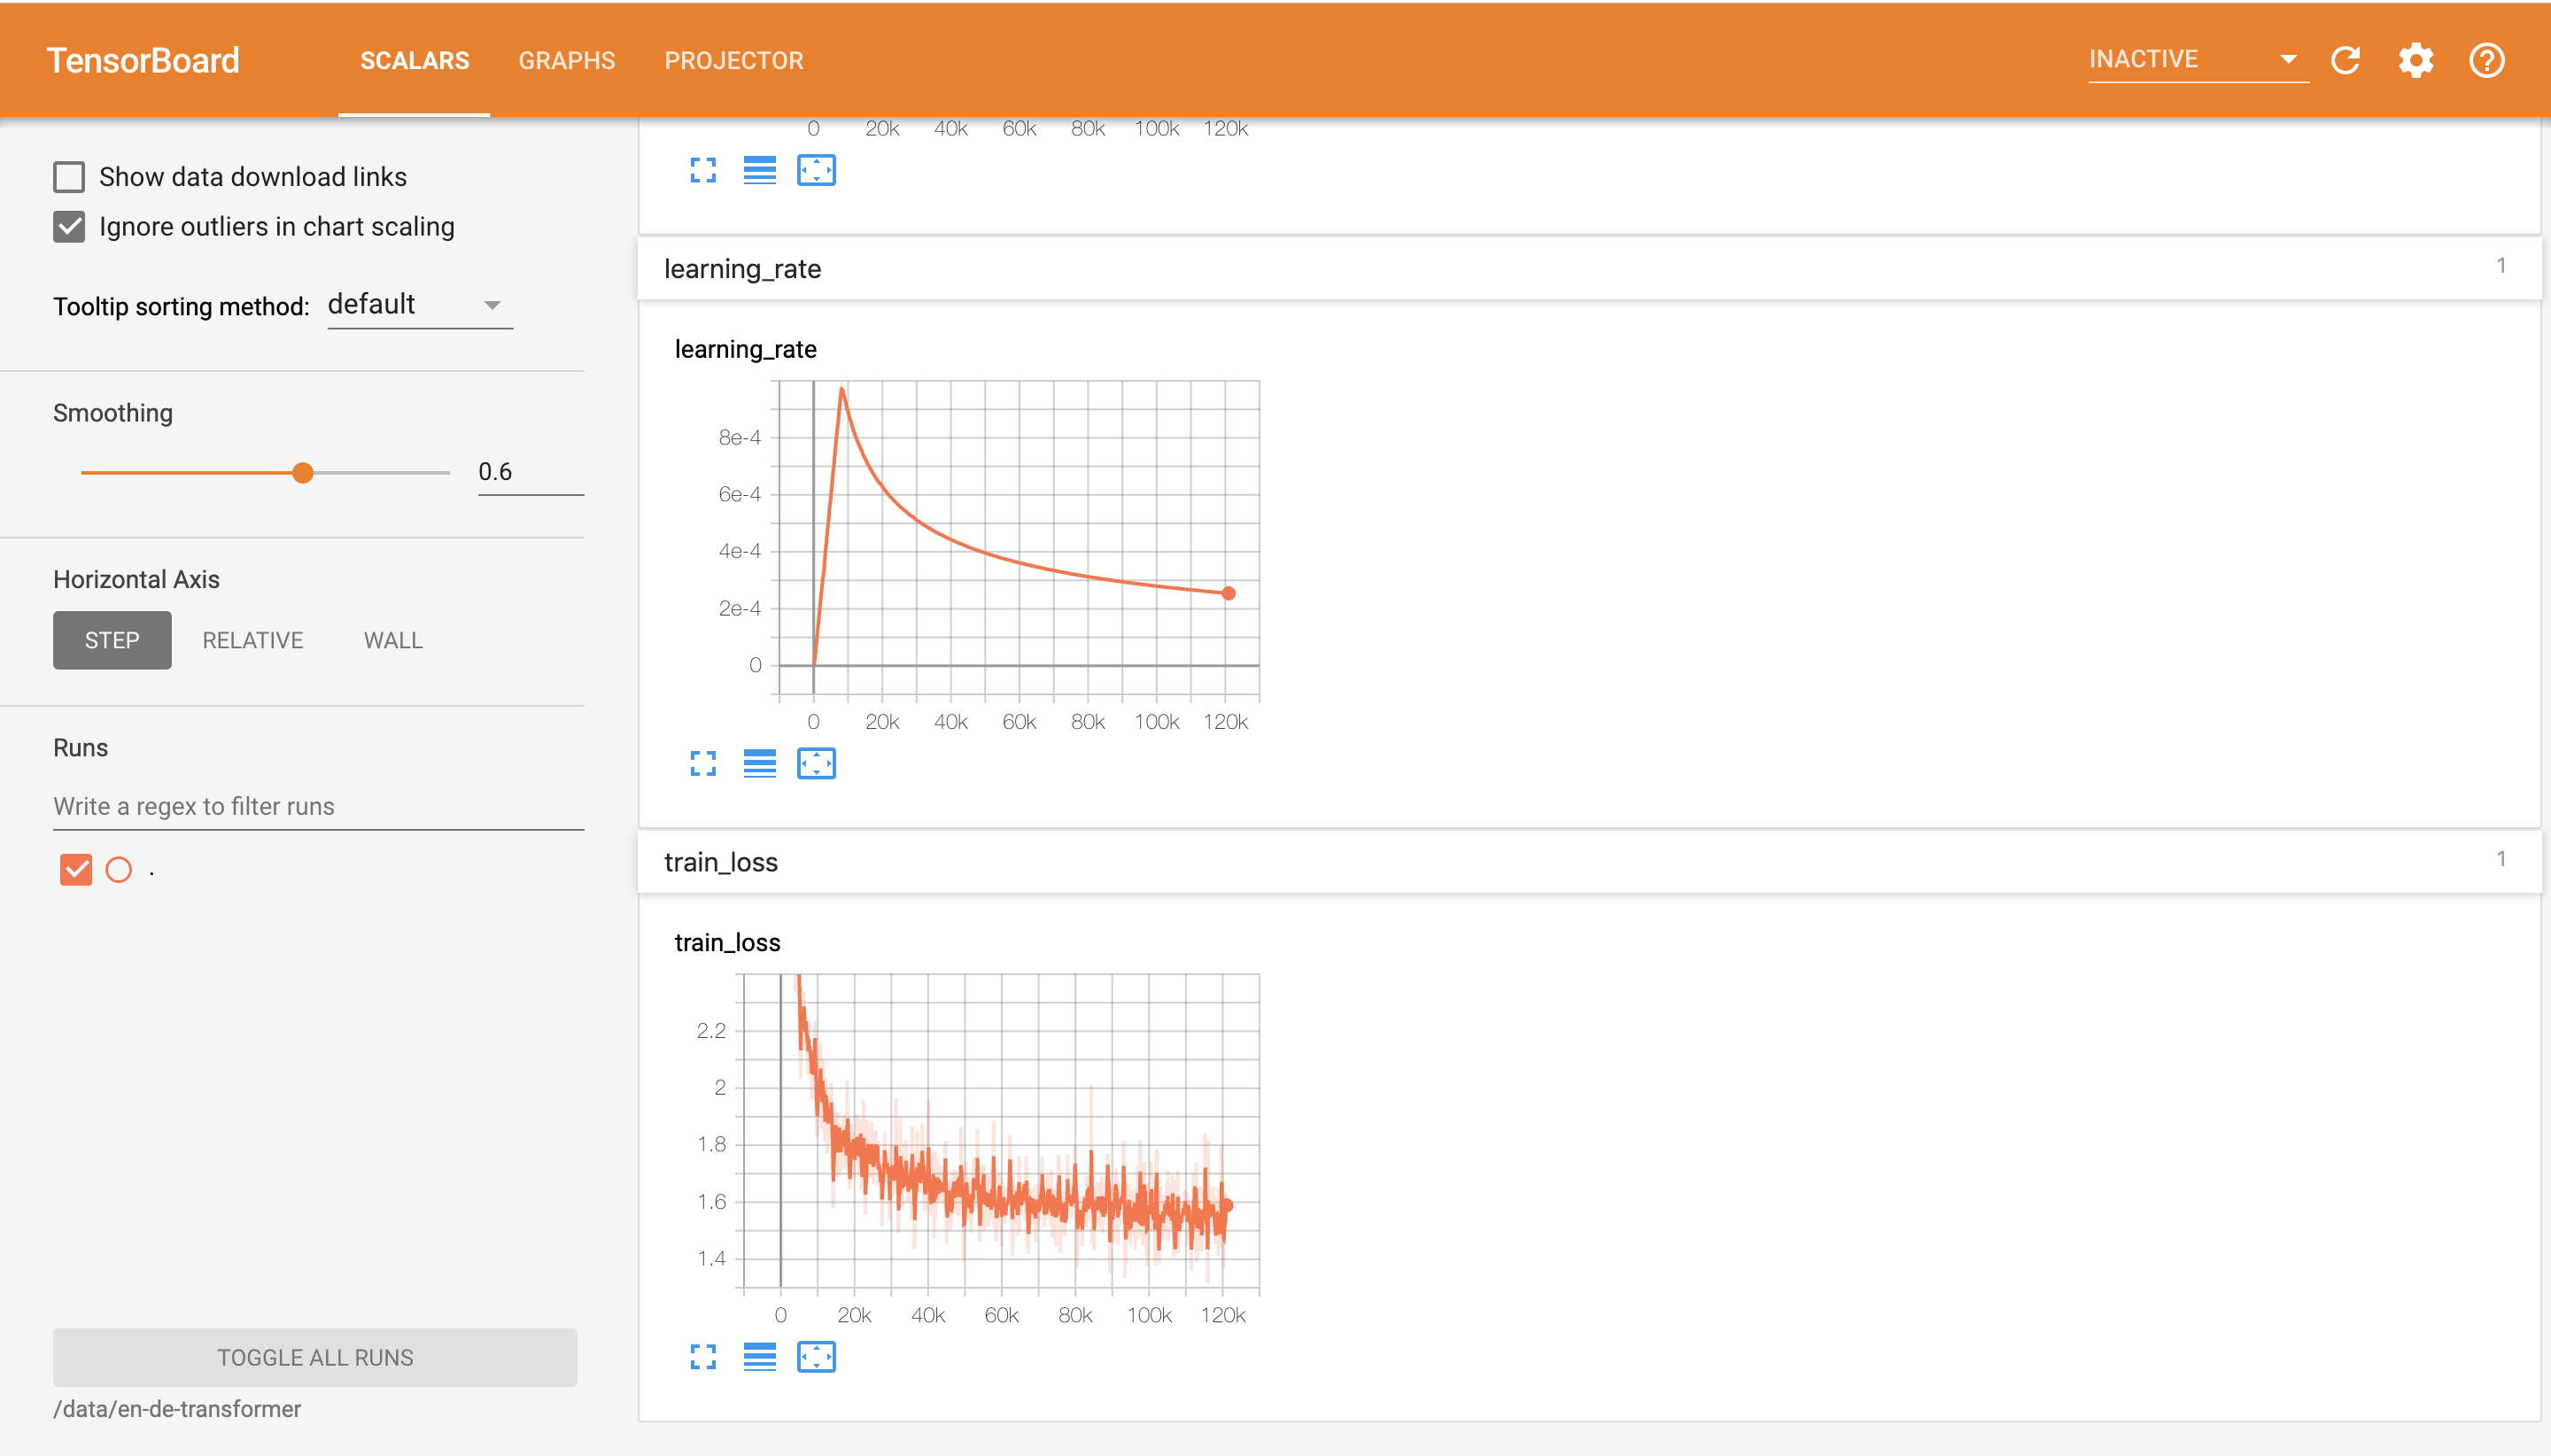 TensorBoard
SCALARS
GRAPHS
PROJECTOR
INACTIVE
Show data download links
Ignore outliers in chart scaling
Tooltip sorting method: default
Smoothing
0.6
Horizontal Axis
STEP
RELATIVE
WALL
Runs
Write a regex to filter runs
.
TOGGLE ALL RUNS
/data/en-de-transformer
0 20k 40k 60k 80k 100k 120k
learning_rate
1
learning_rate
8e-4
6e-4
4e-4
2e-4
0
0 20k 40k 60k 80k 100k 120k
train_loss
1
train_loss
2.2
2
1.8
1.6
1.4
0 20k 40k 60k 80k 100k 120k